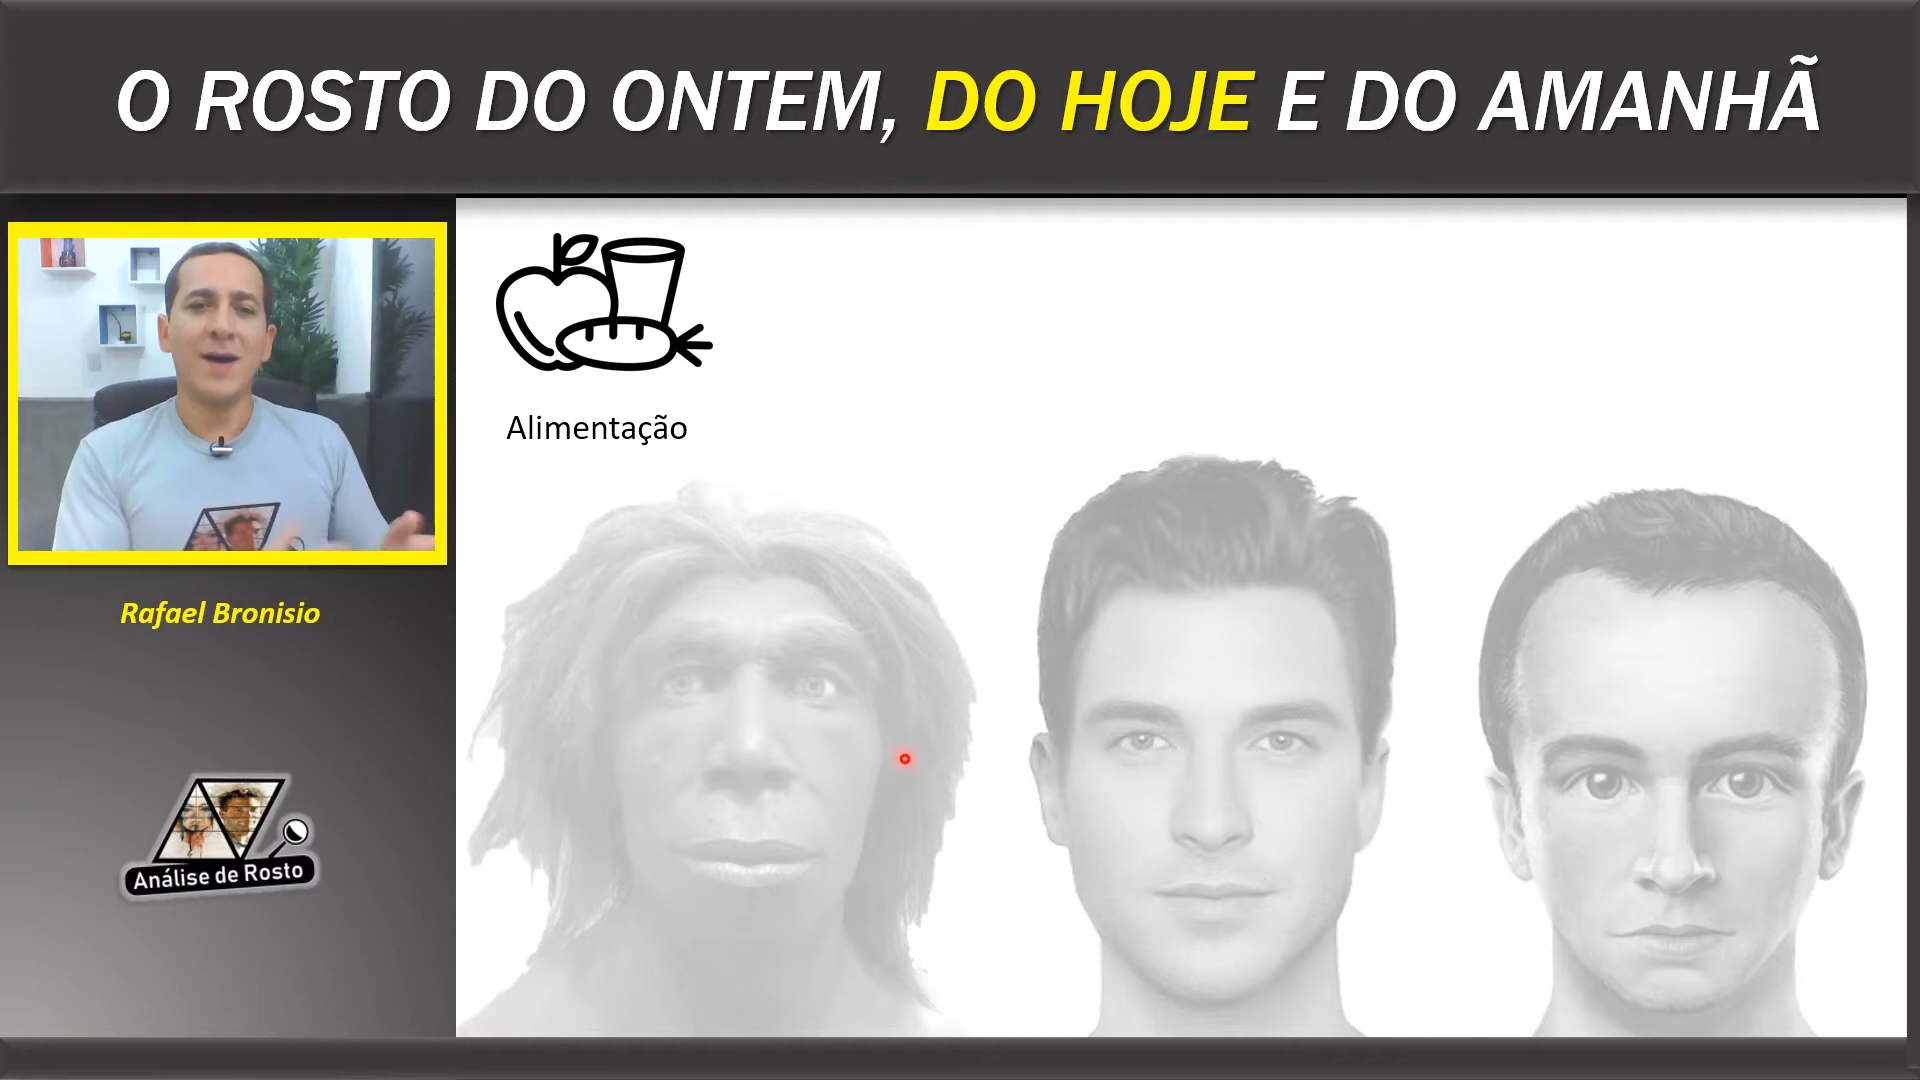 O ROSTO DO ONTEM, DO HOJE E DO AMANHÃ
Alimentação
Rafael Bronisio
Análise de Rosto